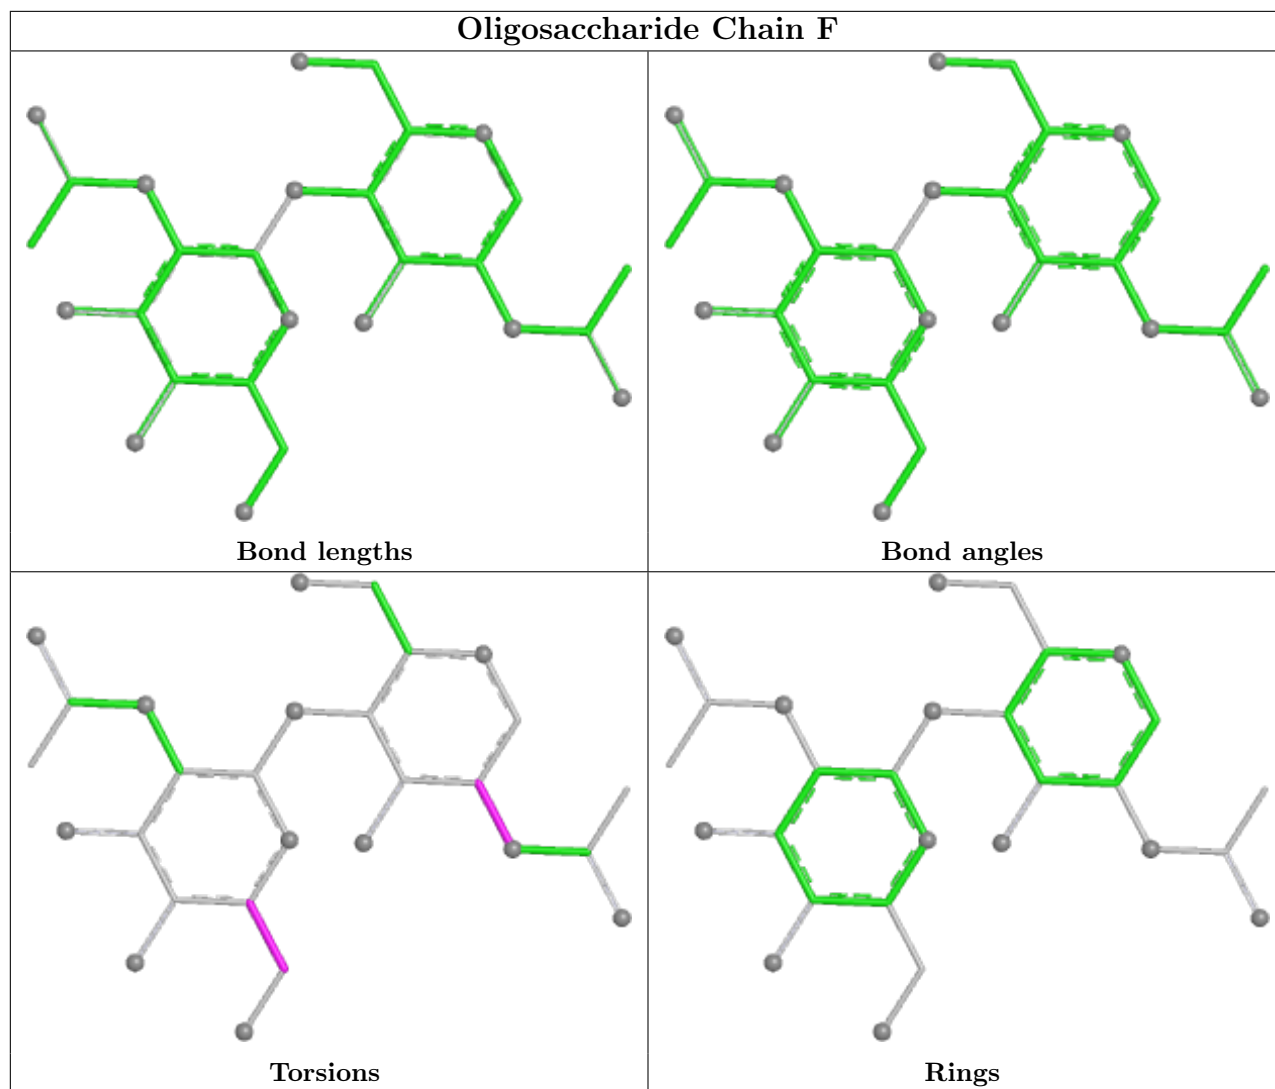 Oligosaccharide Chain F
Bond lengths
Bond angles
Torsions
Rings